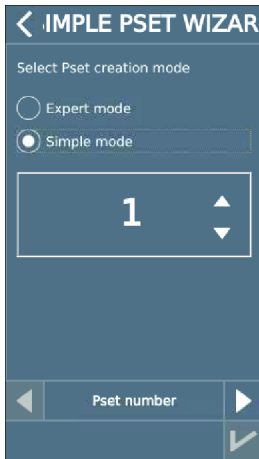 IMPLE PSET WIZAR
Select Pset creation mode
Expert mode
Simple mode
1
Pset number